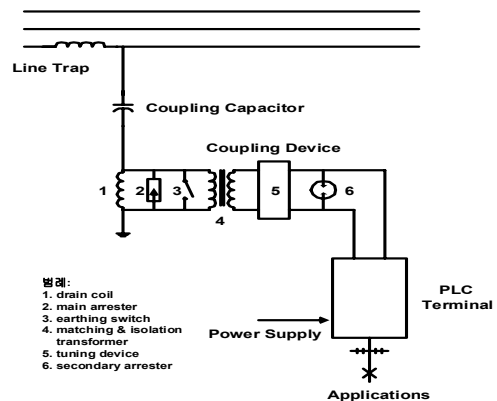 Line Trap
Coupling Capacitor
Coupling Device
1
2
3
4
5
6
범례:
1. drain coil
2. main arrester
3. earthing switch
4. matching & isolation
transformer
5. tuning device
6. secondary arrester
PLC
Terminal
Power Supply
Applications